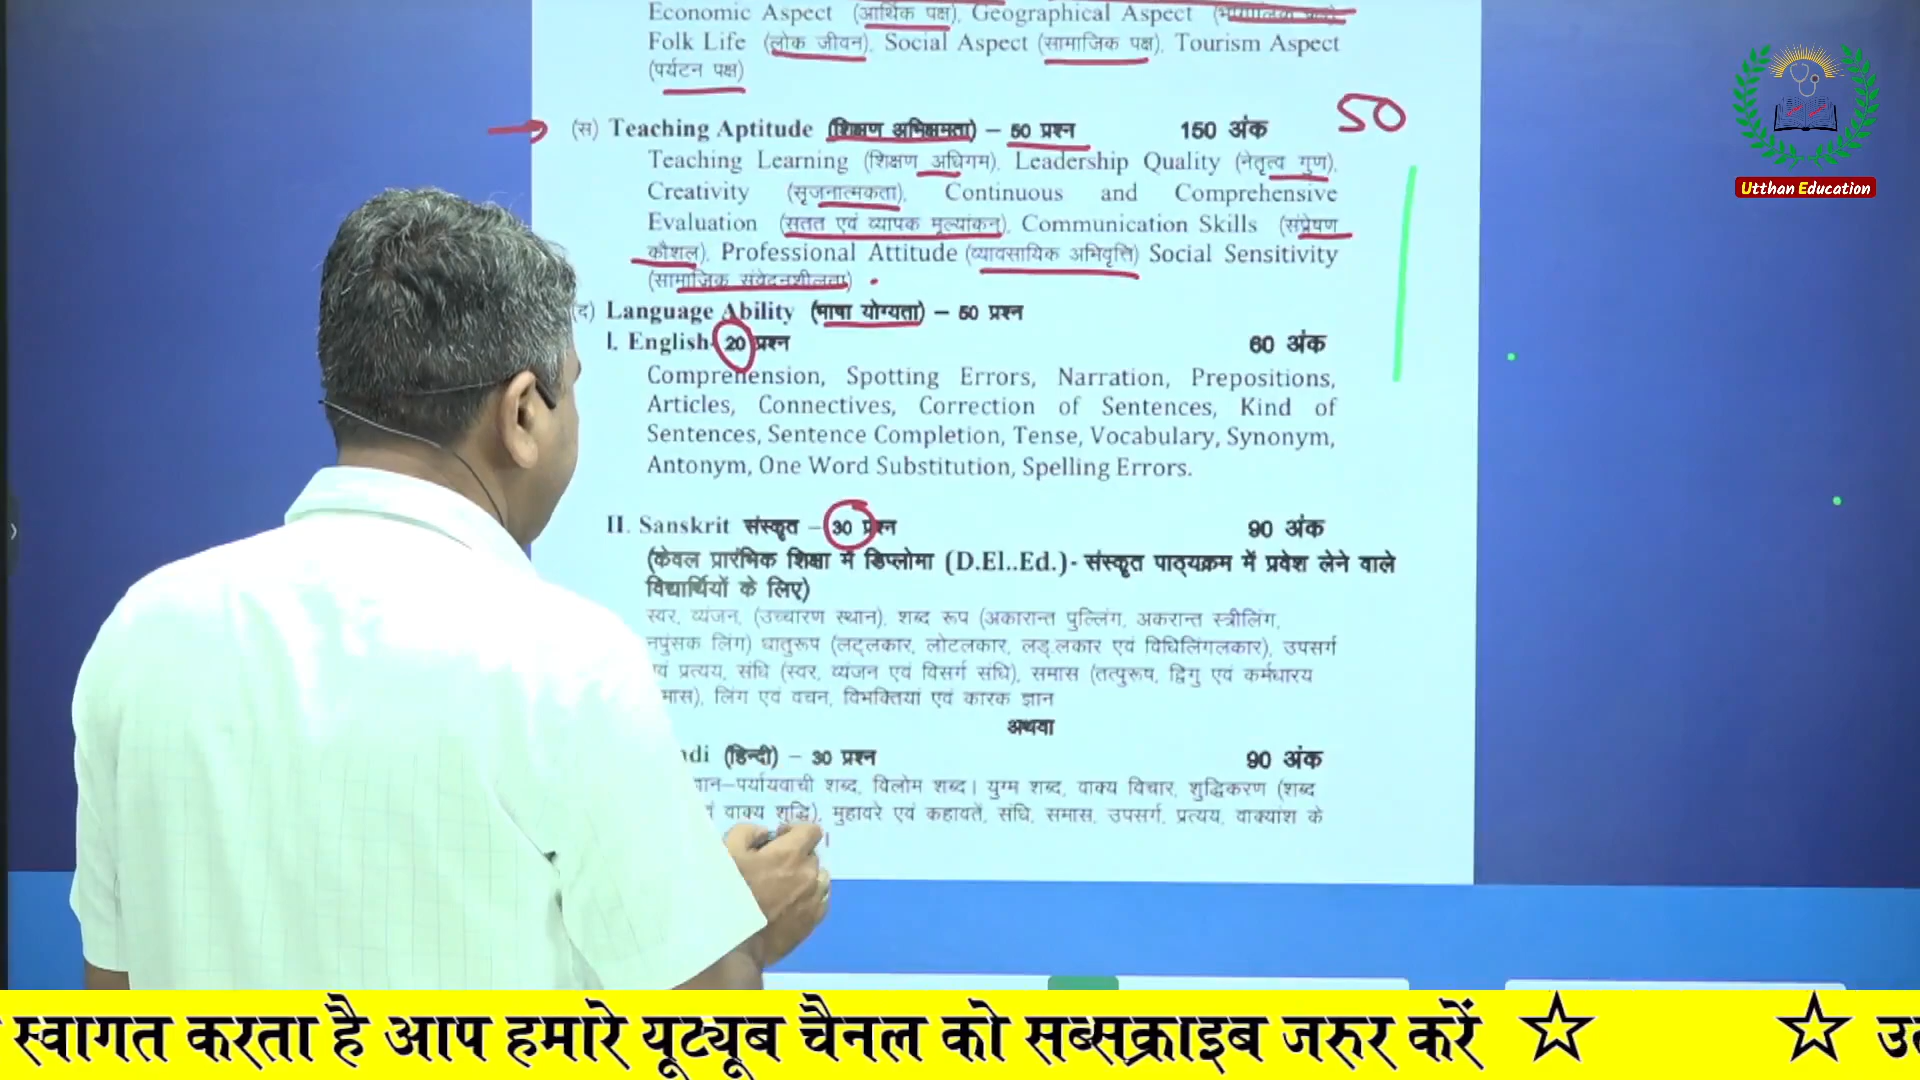 Economic Aspect (आर्थिक पक्ष), Geographical Aspect
Folk Life (लोक जीवन), Social Aspect (सामाजिक पक्ष), Tourism Aspect
(पर्यटन पक्ष)
50
(स) Teaching Aptitude (शिक्षण अभिक्षमता) – 50 प्रश्न 150 अंक
Teaching Learning (शिक्षण अधिगम), Leadership Quality (नेतृत्व गुण),
Creativity (सृजनात्मकता), Continuous and Comprehensive
Evaluation (सतत एवं व्यापक मूल्यांकन), Communication Skills (संप्रेषण
कौशल), Professional Attitude (व्यावसायिक अभिवृत्ति) Social Sensitivity
(सामाजिक संवेदनशीलता)
(द) Language Ability (भाषा योग्यता) – 50 प्रश्न
I. English- 20 प्रश्न 60 अंक
Comprehension, Spotting Errors, Narration, Prepositions,
Articles, Connectives, Correction of Sentences, Kind of
Sentences, Sentence Completion, Tense, Vocabulary, Synonym,
Antonym, One Word Substitution, Spelling Errors.
II. Sanskrit संस्कृत – 30 प्रश्न 90 अंक
(केवल प्रारंभिक शिक्षा में डिप्लोमा (D.El..Ed.)- संस्कृत पाठ्यक्रम में प्रवेश लेने वाले
विद्यार्थियों के लिए)
स्वर, व्यंजन, (उच्चारण स्थान), शब्द रूप (अकारान्त पुल्लिंग, अकरान्त स्त्रीलिंग,
नपुंसक लिंग) धातुरूप (लट्लकार, लोटलकार, लड्.लकार एवं विधिलिंगलकार), उपसर्ग
वं प्रत्यय, संधि (स्वर, व्यंजन एवं विसर्ग संधि), समास (तत्पुरूष, द्विगु एवं कर्मधारय
मास), लिंग एवं वचन, विभक्तियां एवं कारक ज्ञान
अथवा
ndi (हिन्दी) – 30 प्रश्न 90 अंक
ज्ञान–पर्यायवाची शब्द, विलोम शब्द। युग्म शब्द, वाक्य विचार, शुद्धिकरण (शब्द
वाक्य शुद्धि), मुहावरे एवं कहावतें, संधि, समास, उपसर्ग, प्रत्यय, वाक्यांश के
Utthan Education
स्वागत करता है आप हमारे यूट्यूब चैनल को सब्सक्राइब जरुर करें ☆ ☆ उत